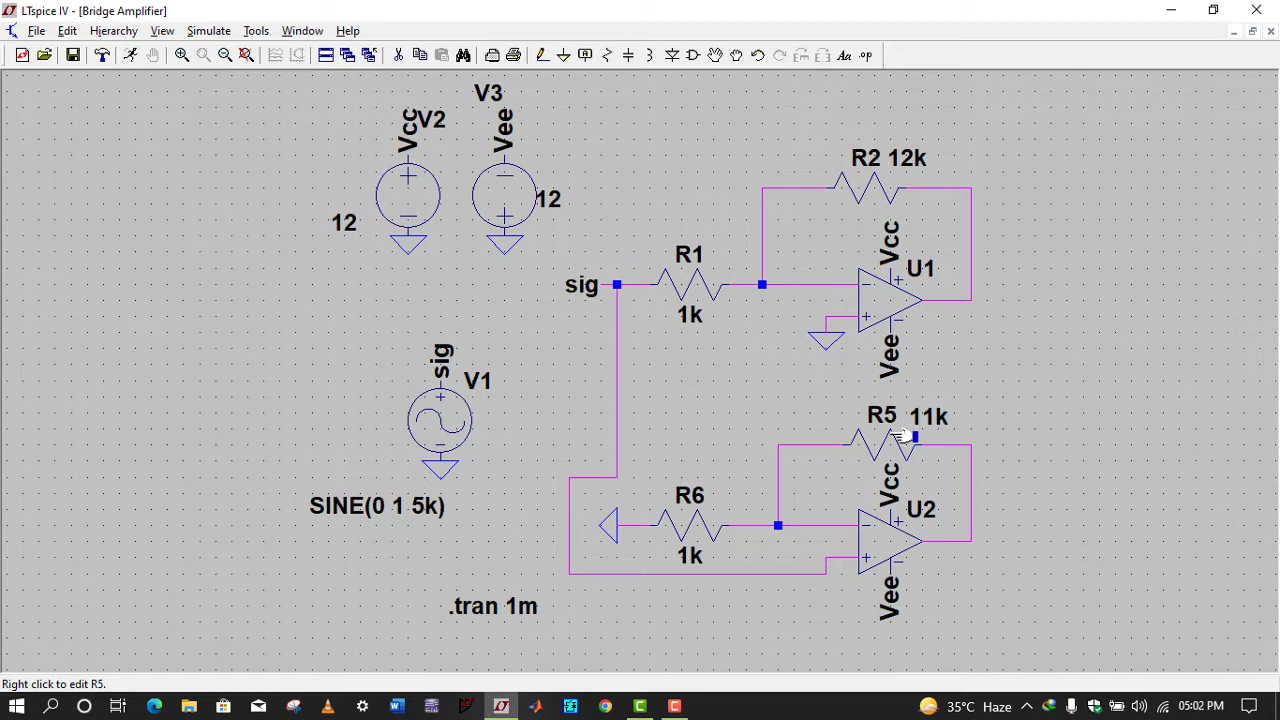 LTspice IV - [Bridge Amplifier]
File Edit Hierarchy View Simulate Tools Window Help
Aa .op
V3
Vcc V2 Vee
12 12
R2 12k
Vcc
U1
R1
sig
1k
Vee
sig
V1
R5 11k
Vcc
U2
R6
SINE(0 1 5k)
1k
Vee
.tran 1m
Right click to edit R5.
35°C Haze 05:02 PM